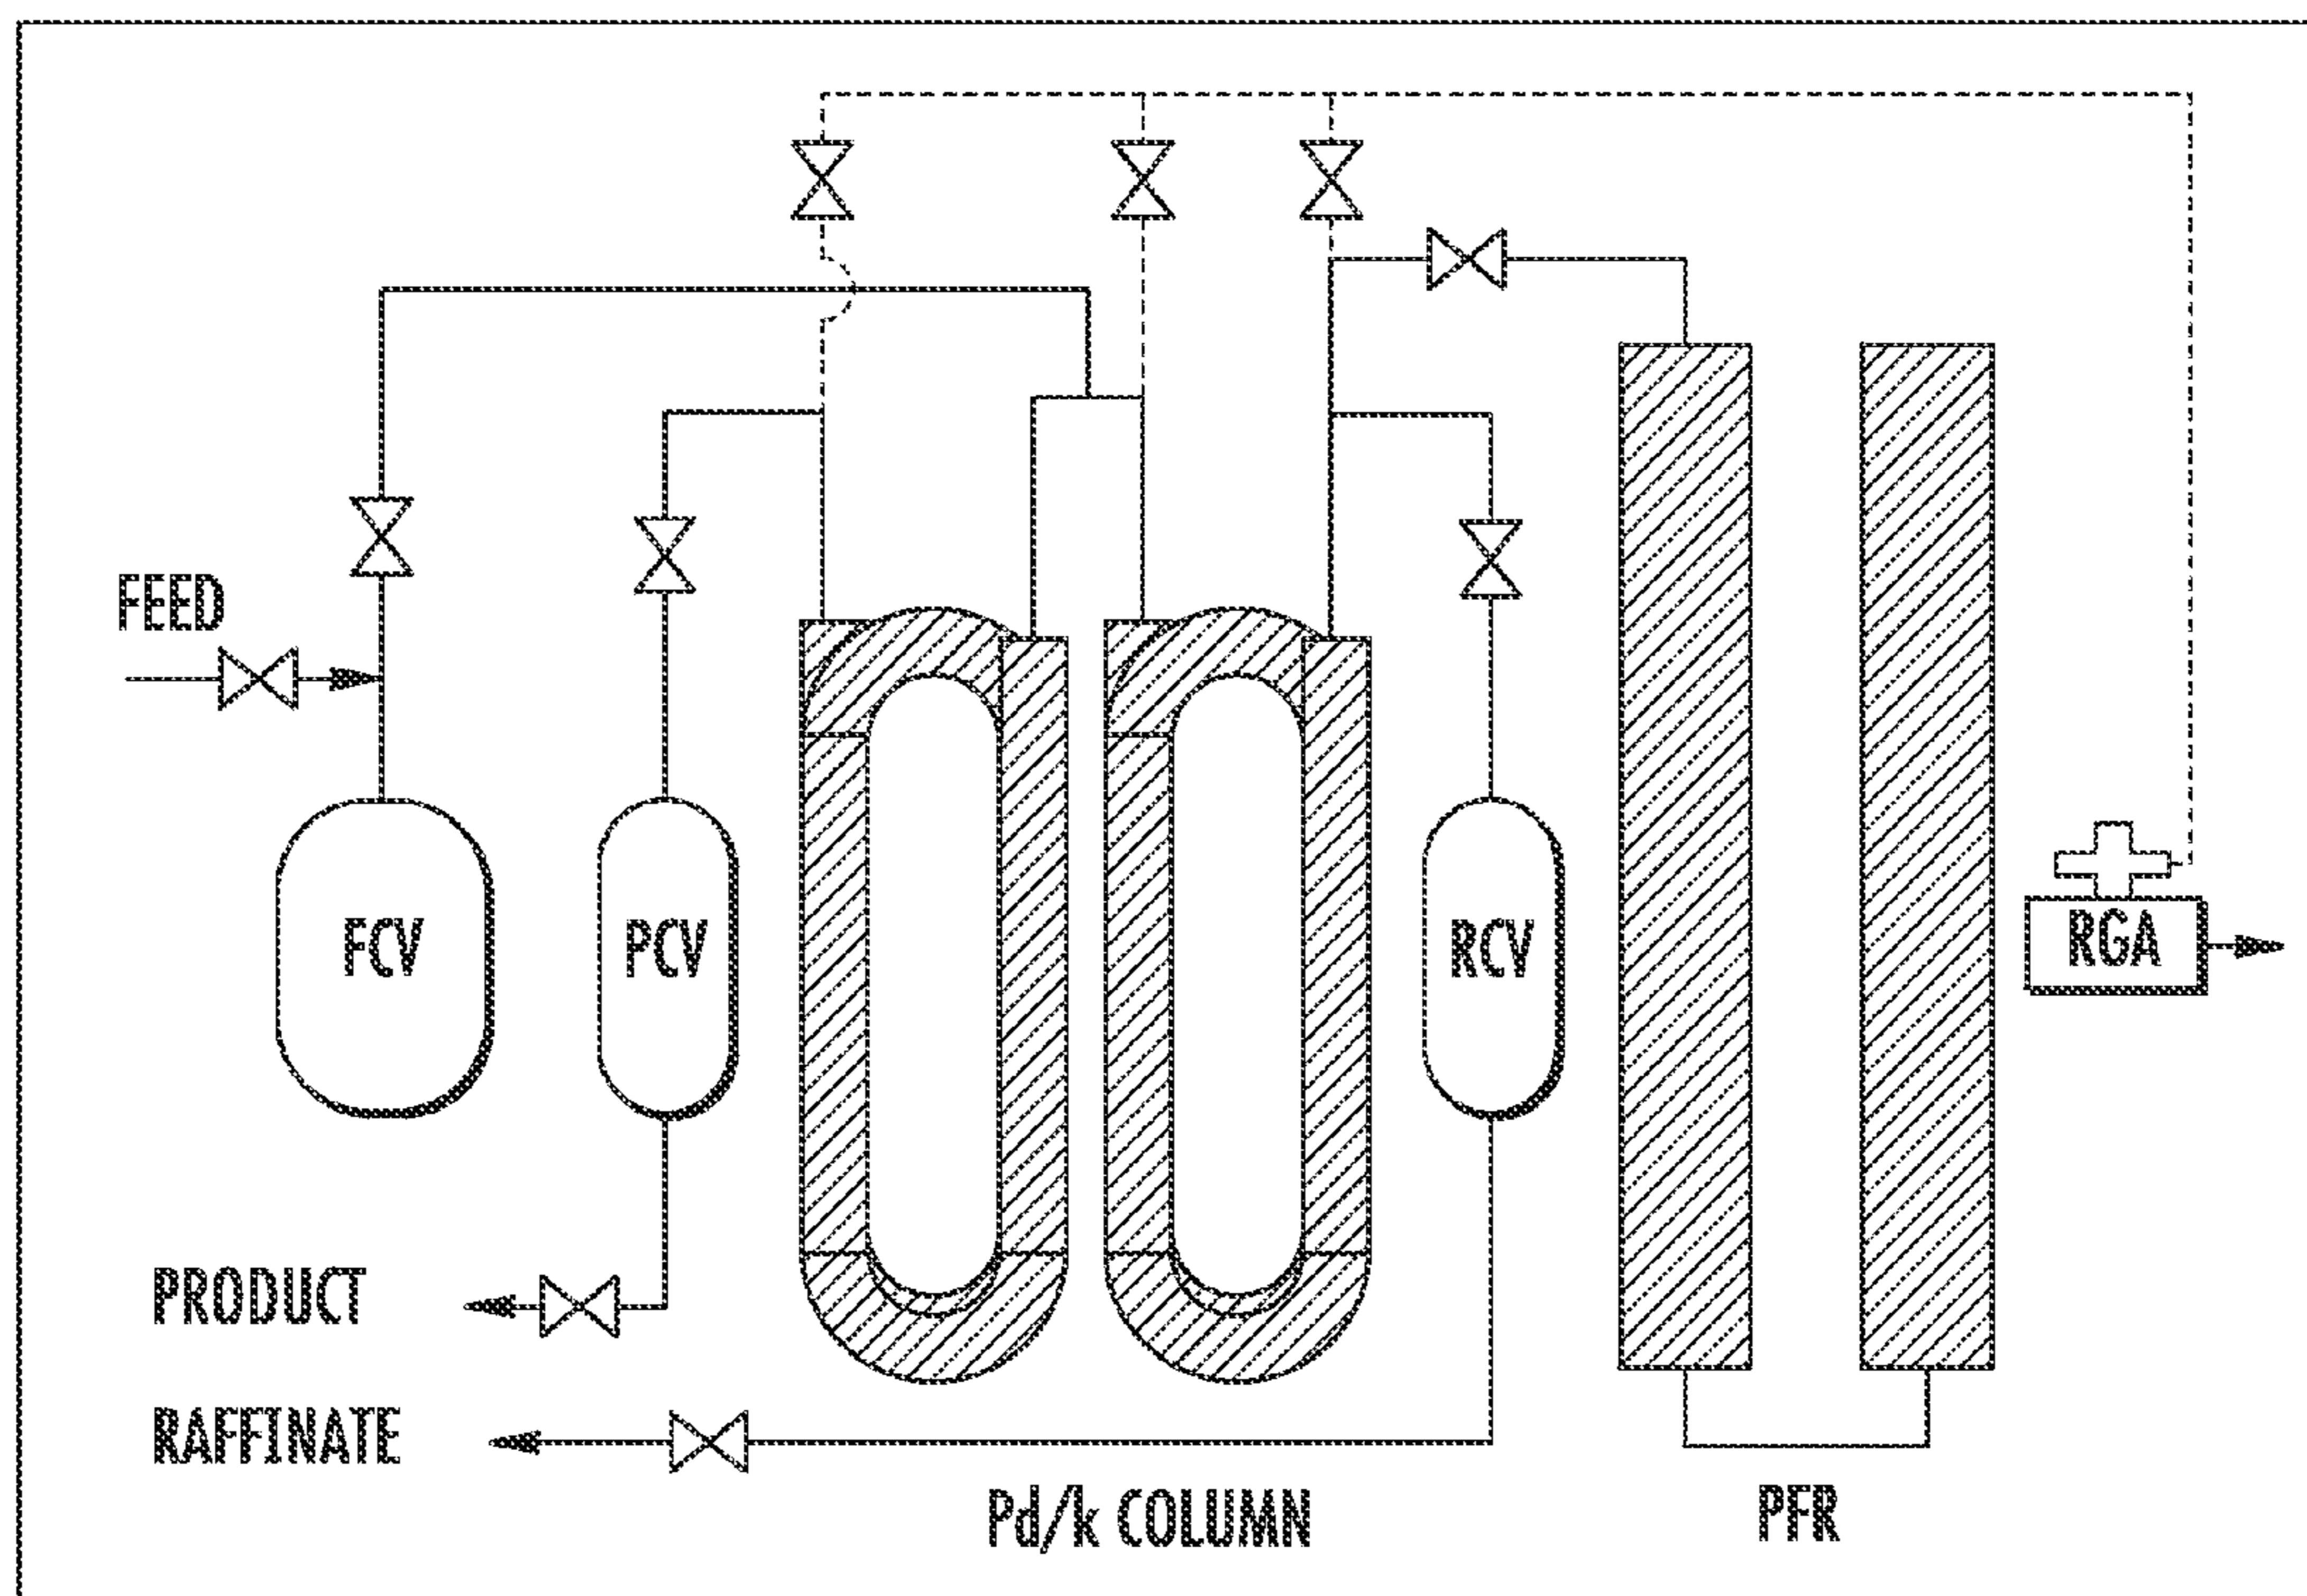 FEED
FCV
PCV
RCV
RGA
PRODUCT
RAFFINATE
Pd/k COLUMN
PFR